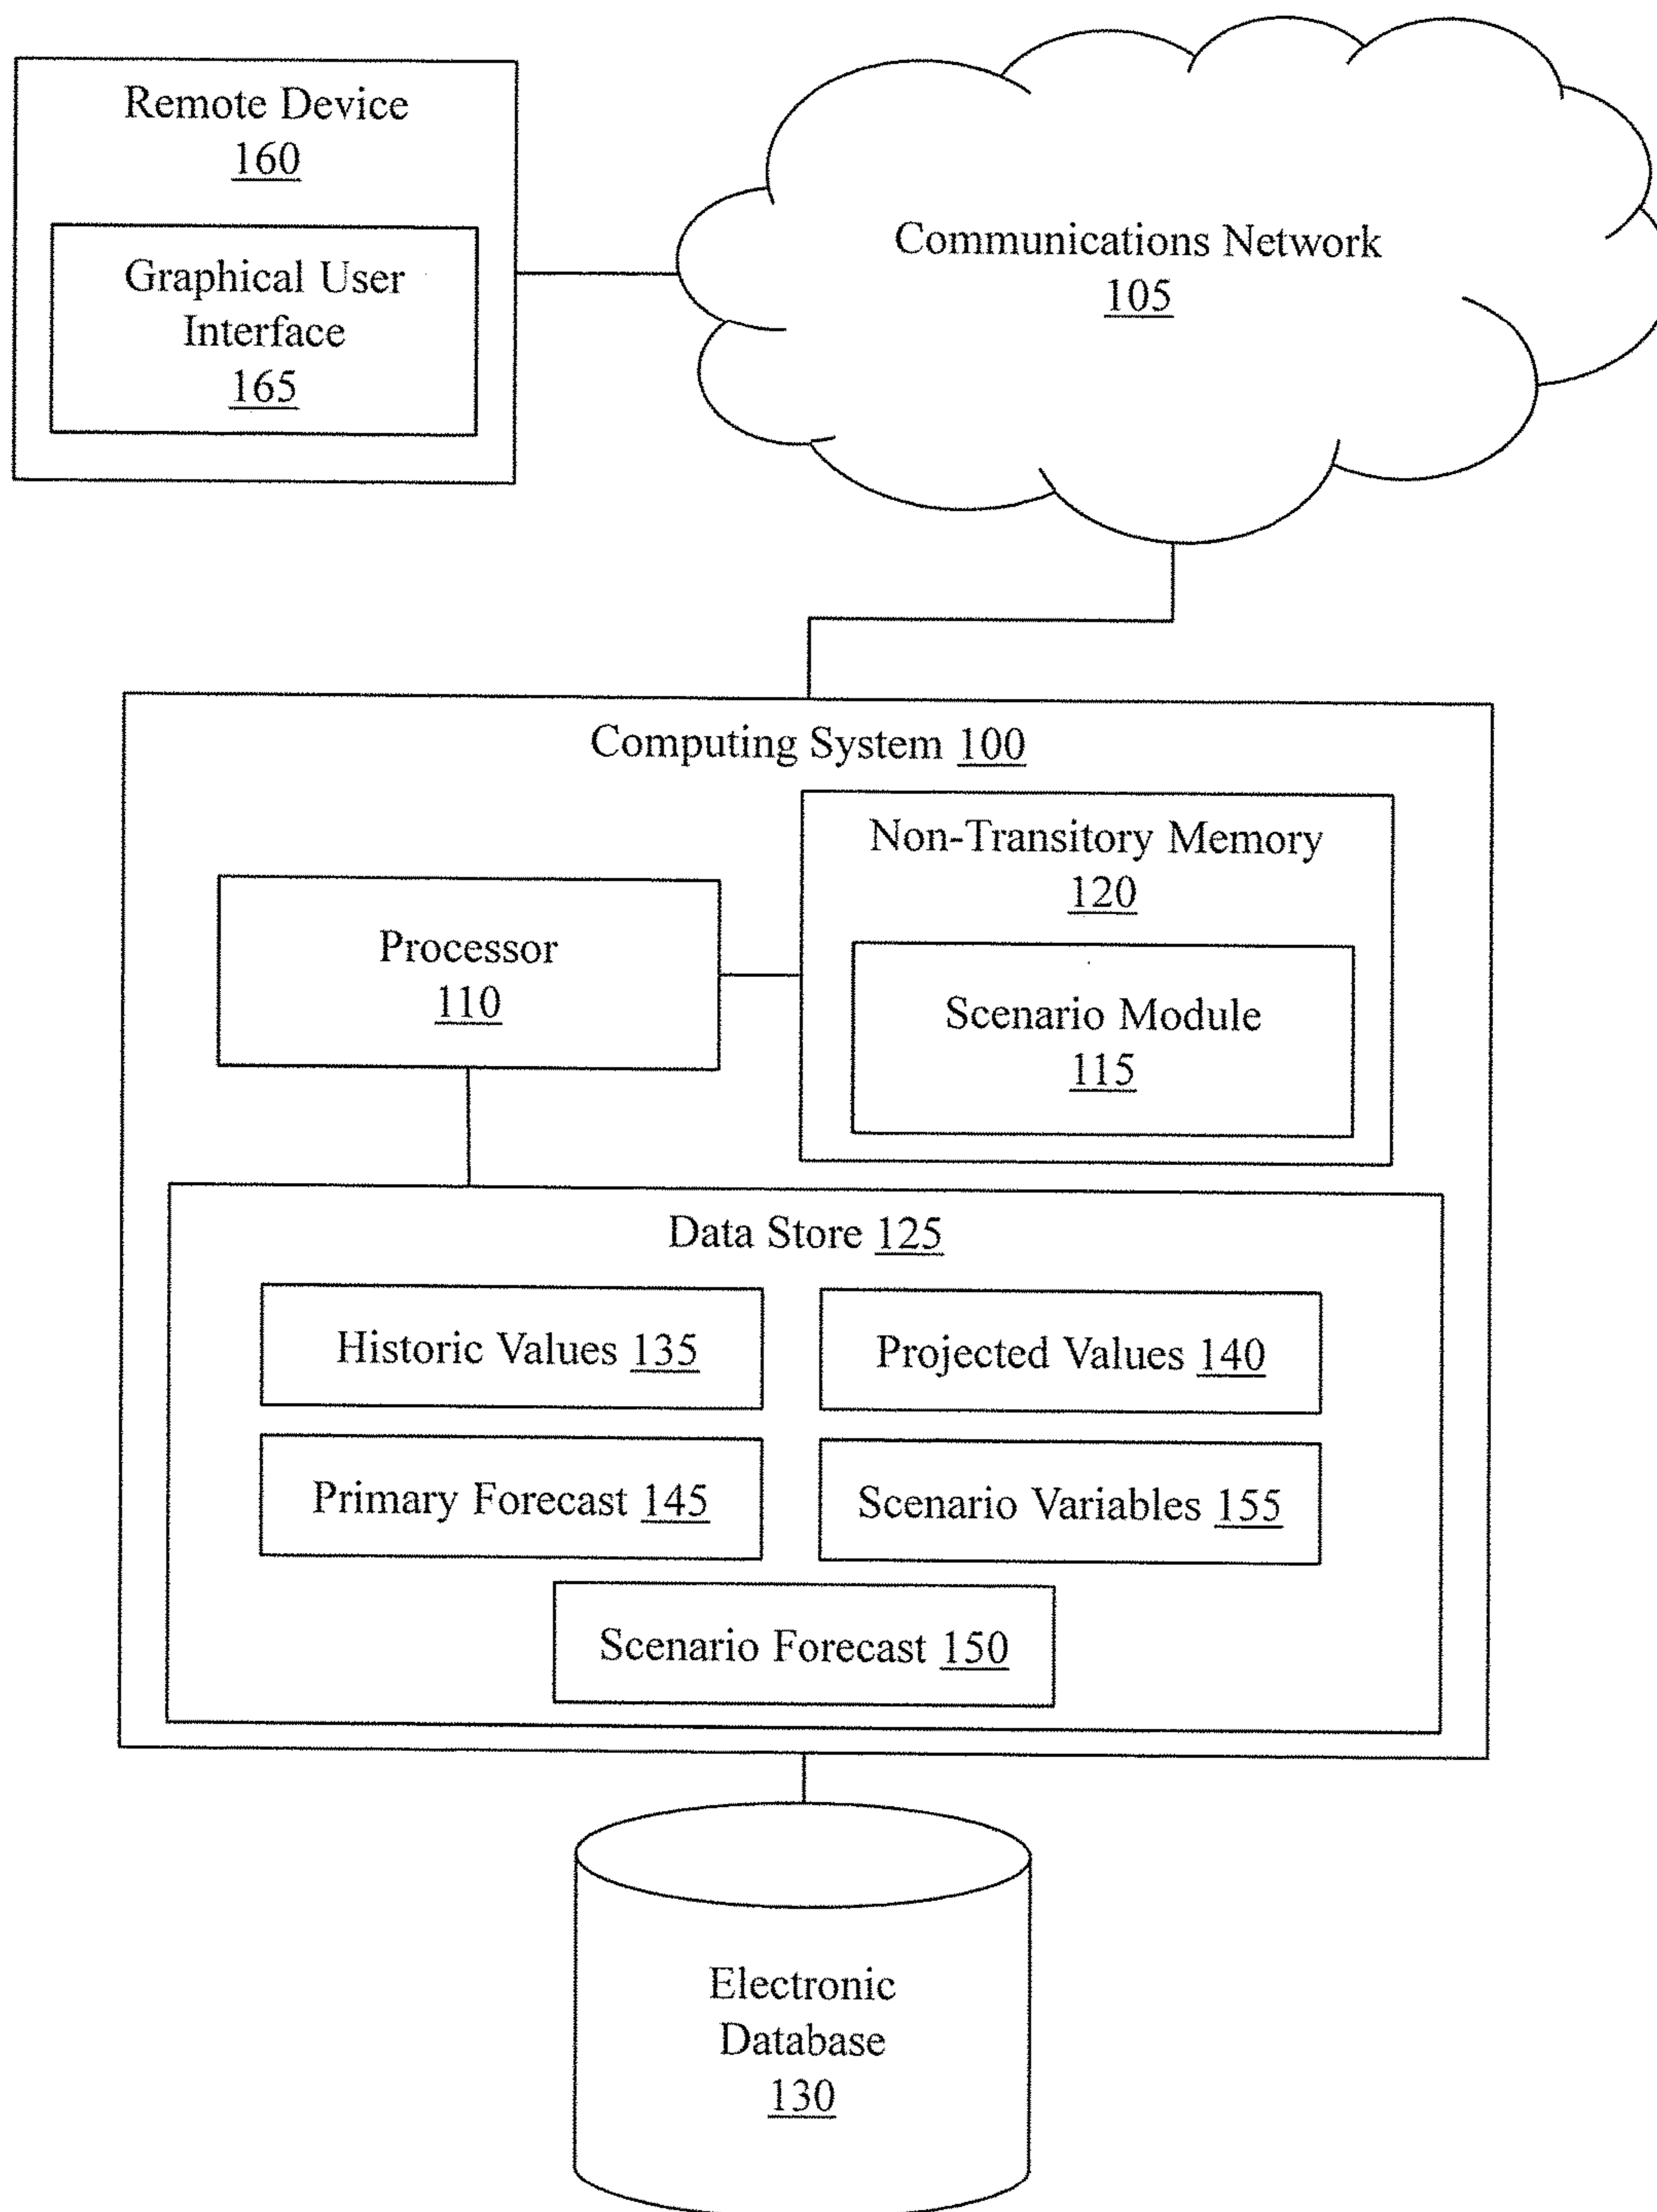 Remote Device
160
Graphical User
Interface
165
Communications Network
105
Computing System 100
Non-Transitory Memory
120
Processor
110
Scenario Module
115
Data Store 125
Historic Values 135
Projected Values 140
Primary Forecast 145
Scenario Variables 155
Scenario Forecast 150
Electronic
Database
130